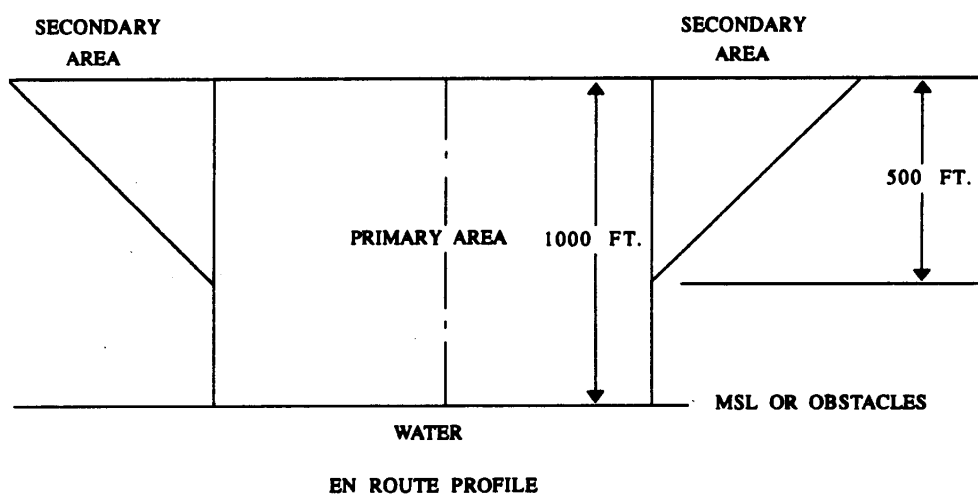 SECONDARY
AREA
SECONDARY
AREA
500 FT.
PRIMARY AREA
1000 FT.
MSL OR OBSTACLES
WATER
EN ROUTE PROFILE